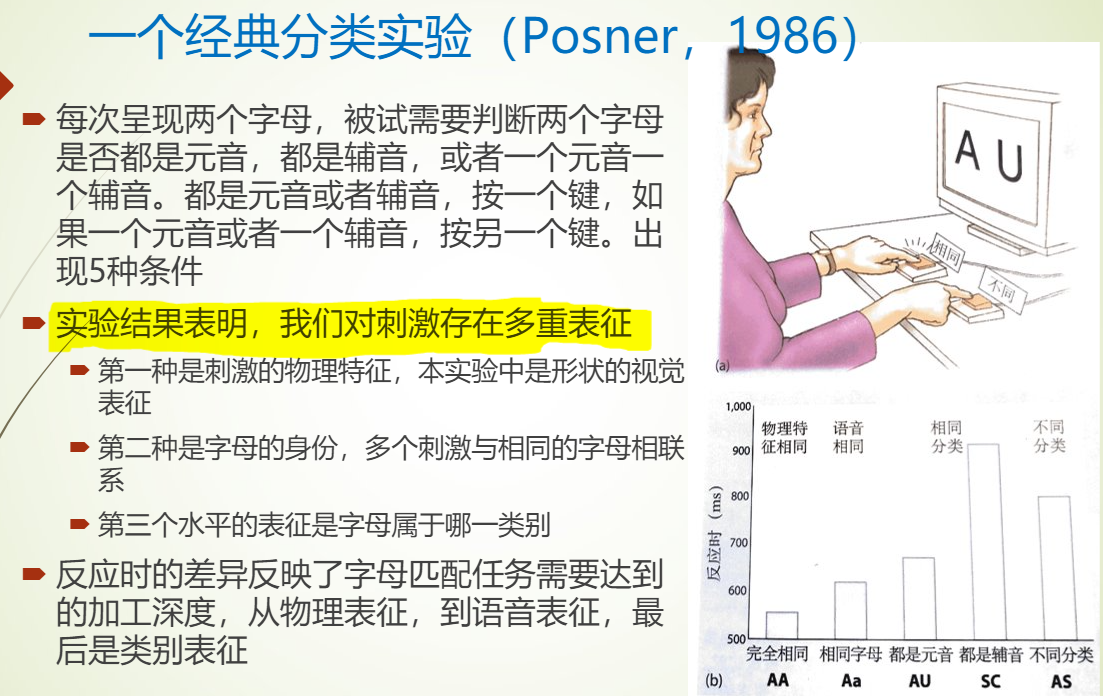 一个经典分类实验（Posner，1986）
每次呈现两个字母，被试需要判断两个字母
是否都是元音，都是辅音，或者一个元音一
个辅音。都是元音或者辅音，按一个键，如
果一个元音或者一个辅音，按另一个键。出
现5种条件
实验结果表明，我们对刺激存在多重表征
第一种是刺激的物理特征，本实验中是形状的视觉
表征
第二种是字母的身份，多个刺激与相同的字母相联
系
第三个水平的表征是字母属于哪一类别
反应时的差异反映了字母匹配任务需要达到
的加工深度，从物理表征，到语音表征，最
后是类别表征
A U
相同
不同
(a)
1,000
900
800
700
600
500
反应时（ms）
物理特 语音 相同 不同
征相同 相同 分类 分类
完全相同 相同字母 都是元音 都是辅音 不同分类
(b) AA Aa AU SC AS